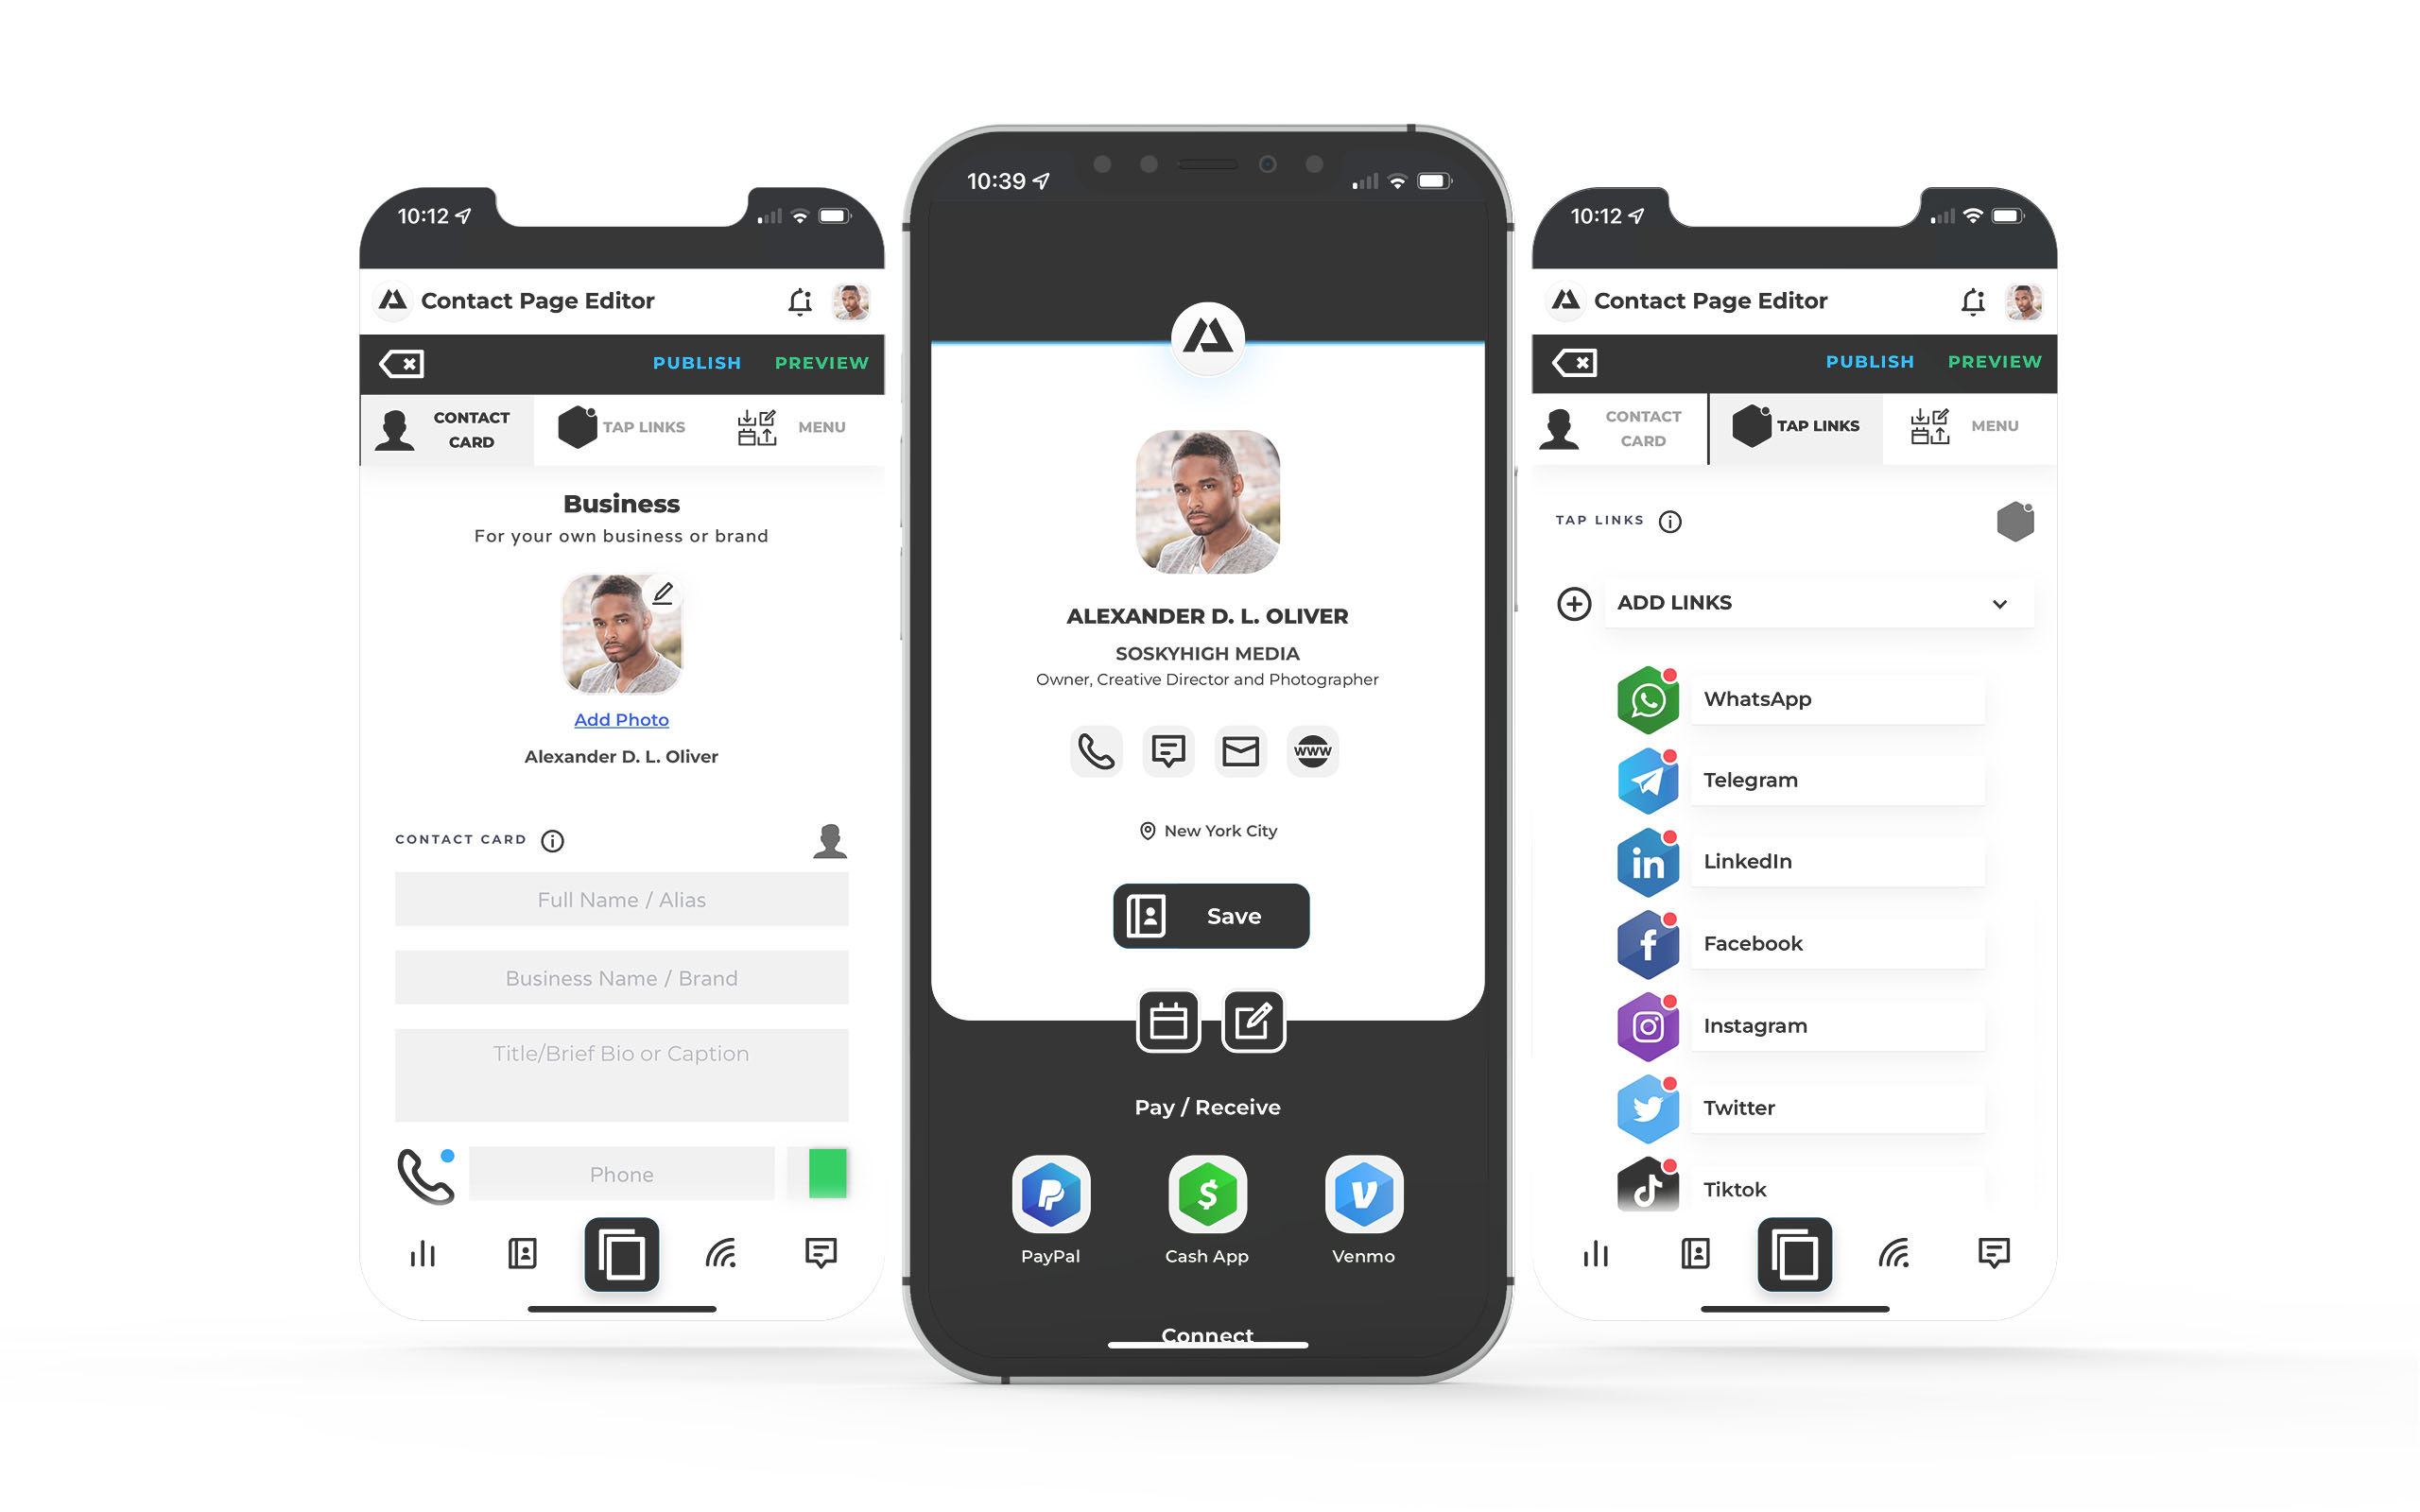 10:12
Contact Page Editor
PUBLISH PREVIEW
CONTACT
CARD
TAP LINKS
MENU
Business
For your own business or brand
Add Photo
Alexander D. L. Oliver
CONTACT CARD
Full Name / Alias
Business Name / Brand
Title/Brief Bio or Caption
Phone
10:39
ALEXANDER D. L. OLIVER
SOSKYHIGH MEDIA
Owner, Creative Director and Photographer
www
New York City
Save
Pay / Receive
PayPal Cash App Venmo
Connect
10:12
Contact Page Editor
PUBLISH PREVIEW
CONTACT
CARD
TAP LINKS
MENU
TAP LINKS
ADD LINKS
WhatsApp
Telegram
in LinkedIn
f Facebook
Instagram
Twitter
Tiktok